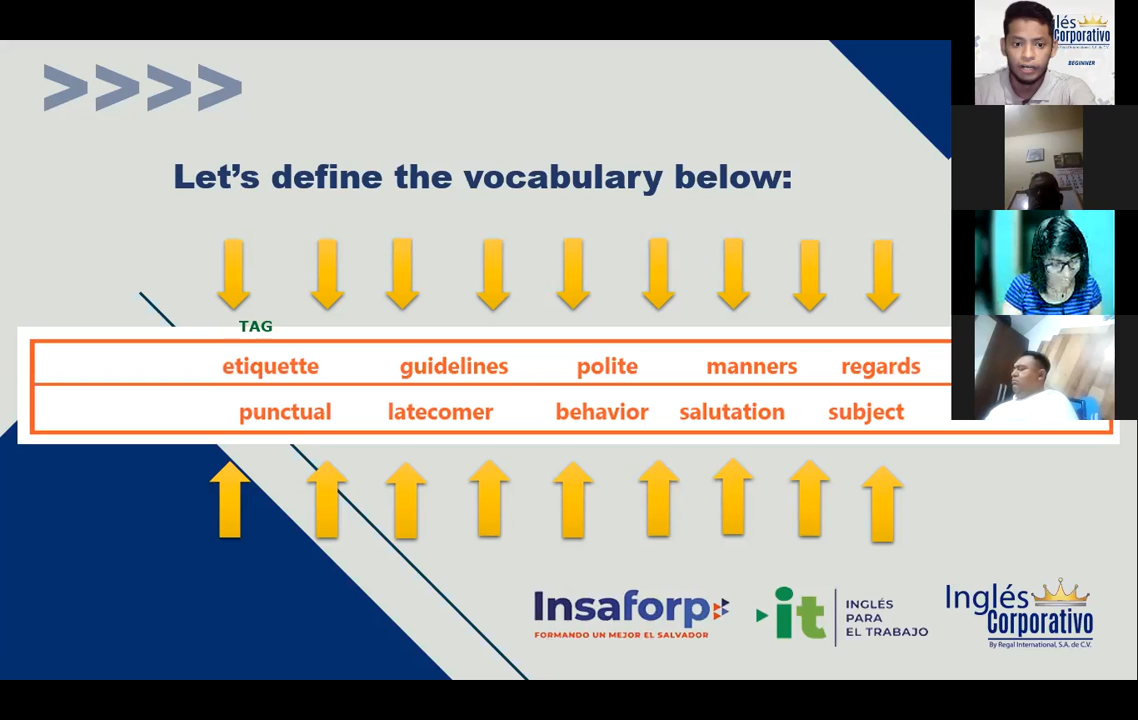 >>>>
Let's define the vocabulary below:
TAG
etiquette guidelines polite manners regards
punctual latecomer behavior salutation subject
Insaforp
FORMANDO UN MEJOR EL SALVADOR
it
INGLÉS
PARA
EL TRABAJO
Inglés
Corporativo
By Regal International, S.A. de C.V.
lés
Corporativo
BEGINNER